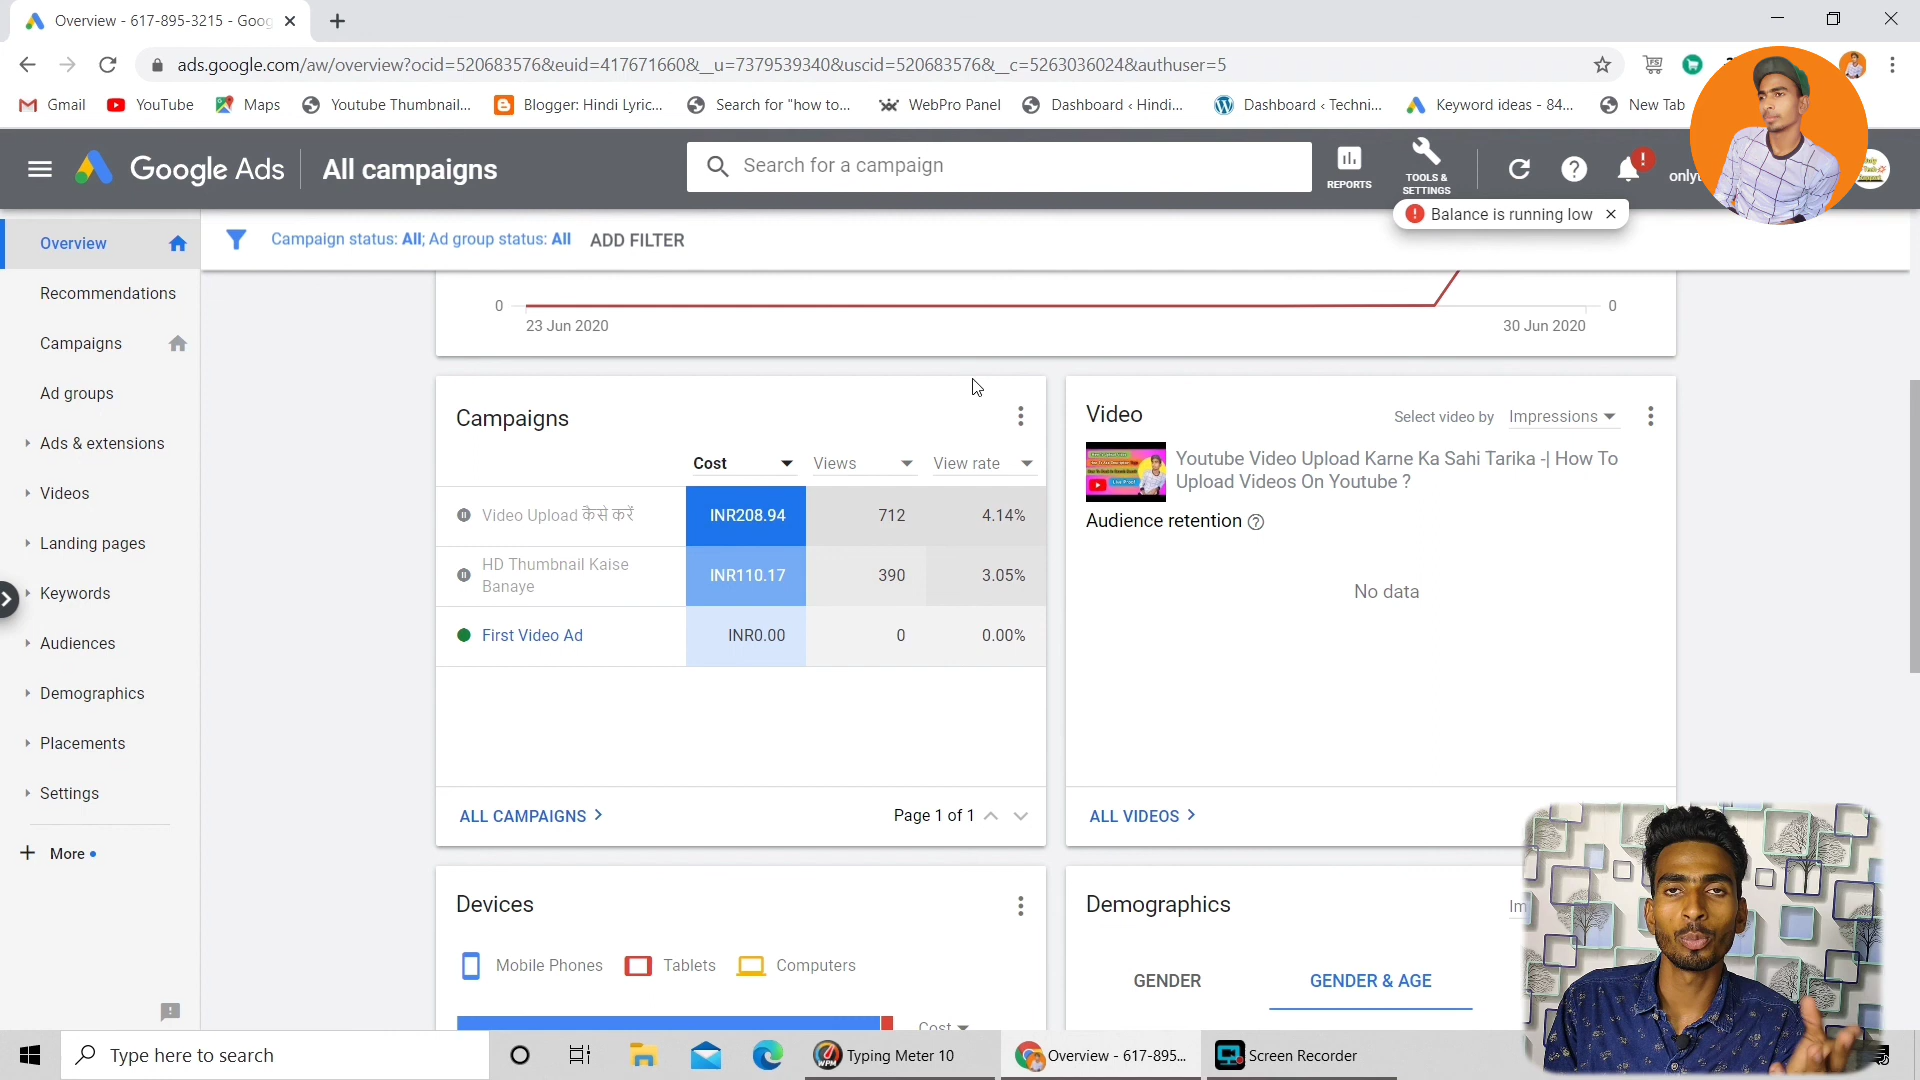 Overview - 617-895-3215 - Goog
ads.google.com/aw/overview?ocid=520683576&euid=417671660&__u=7379539340&uscid=520683576&__c=5263036024&authuser=5
Gmail YouTube Maps Youtube Thumbnail... Blogger: Hindi Lyric... Search for "how to... WebPro Panel Dashboard ‹ Hindi... Dashboard ‹ Techni... Keyword ideas - 84... New Tab
Google Ads All campaigns Search for a campaign REPORTS TOOLS &
SETTINGS
onlyt
Balance is running low
Overview
Campaign status: All; Ad group status: All ADD FILTER
Recommendations
Campaigns
Ad groups
Ads & extensions
Videos
Landing pages
Keywords
Audiences
Demographics
Placements
Settings
More
0 0
23 Jun 2020 30 Jun 2020
Campaigns
Cost Views View rate
Video Upload कैसे करें INR208.94 712 4.14%
HD Thumbnail Kaise
Banaye INR110.17 390 3.05%
First Video Ad INR0.00 0 0.00%
ALL CAMPAIGNS Page 1 of 1
Video Select video by Impressions
Youtube Video Upload Karne Ka Sahi Tarika -| How To
Upload Videos On Youtube ?
Audience retention
No data
ALL VIDEOS
Devices
Mobile Phones Tablets Computers
Cost
Demographics Im
GENDER GENDER & AGE
Type here to search Typing Meter 10 Overview - 617-895... Screen Recorder